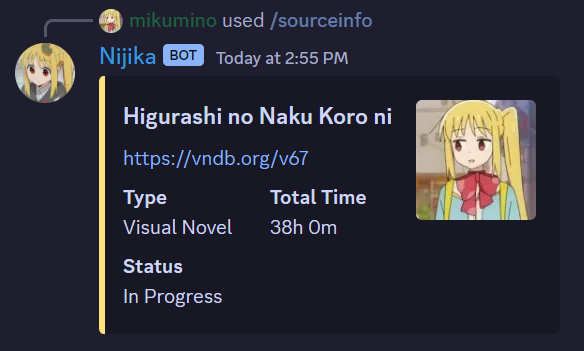 mikumino used /sourceinfo
Nijika BOT Today at 2:55 PM
Higurashi no Naku Koro ni
https://vndb.org/v67
Type Total Time
Visual Novel 38h 0m
Status
In Progress